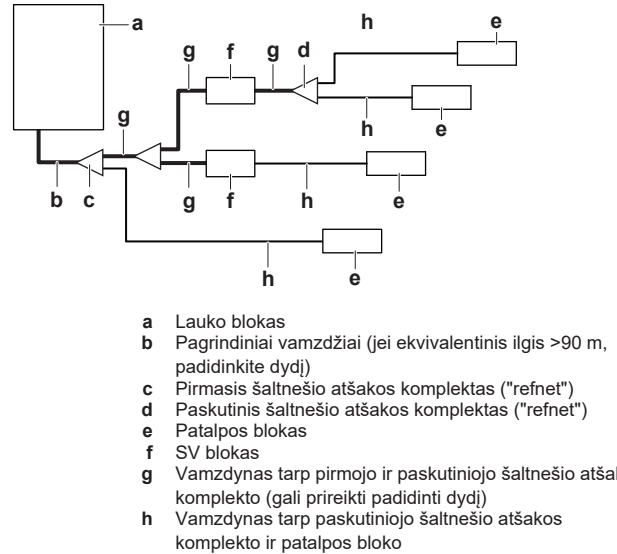 a
h
e
g f g d
h e
g
b c g f h e
h e
a Lauko blokas
b Pagrindiniai vamzdžiai (jei ekvivalentinis ilgis >90 m,
padidinkite dydį)
c Pirmasis šaltnešio atšakos komplektas ("refnet")
d Paskutinis šaltnešio atšakos komplektas ("refnet")
e Patalpos blokas
f SV blokas
g Vamzdynas tarp pirmojo ir paskutiniojo šaltnešio atšak
komplekto (gali prireikti padidinti dydį)
h Vamzdynas tarp paskutiniojo šaltnešio atšakos
komplekto ir patalpos bloko